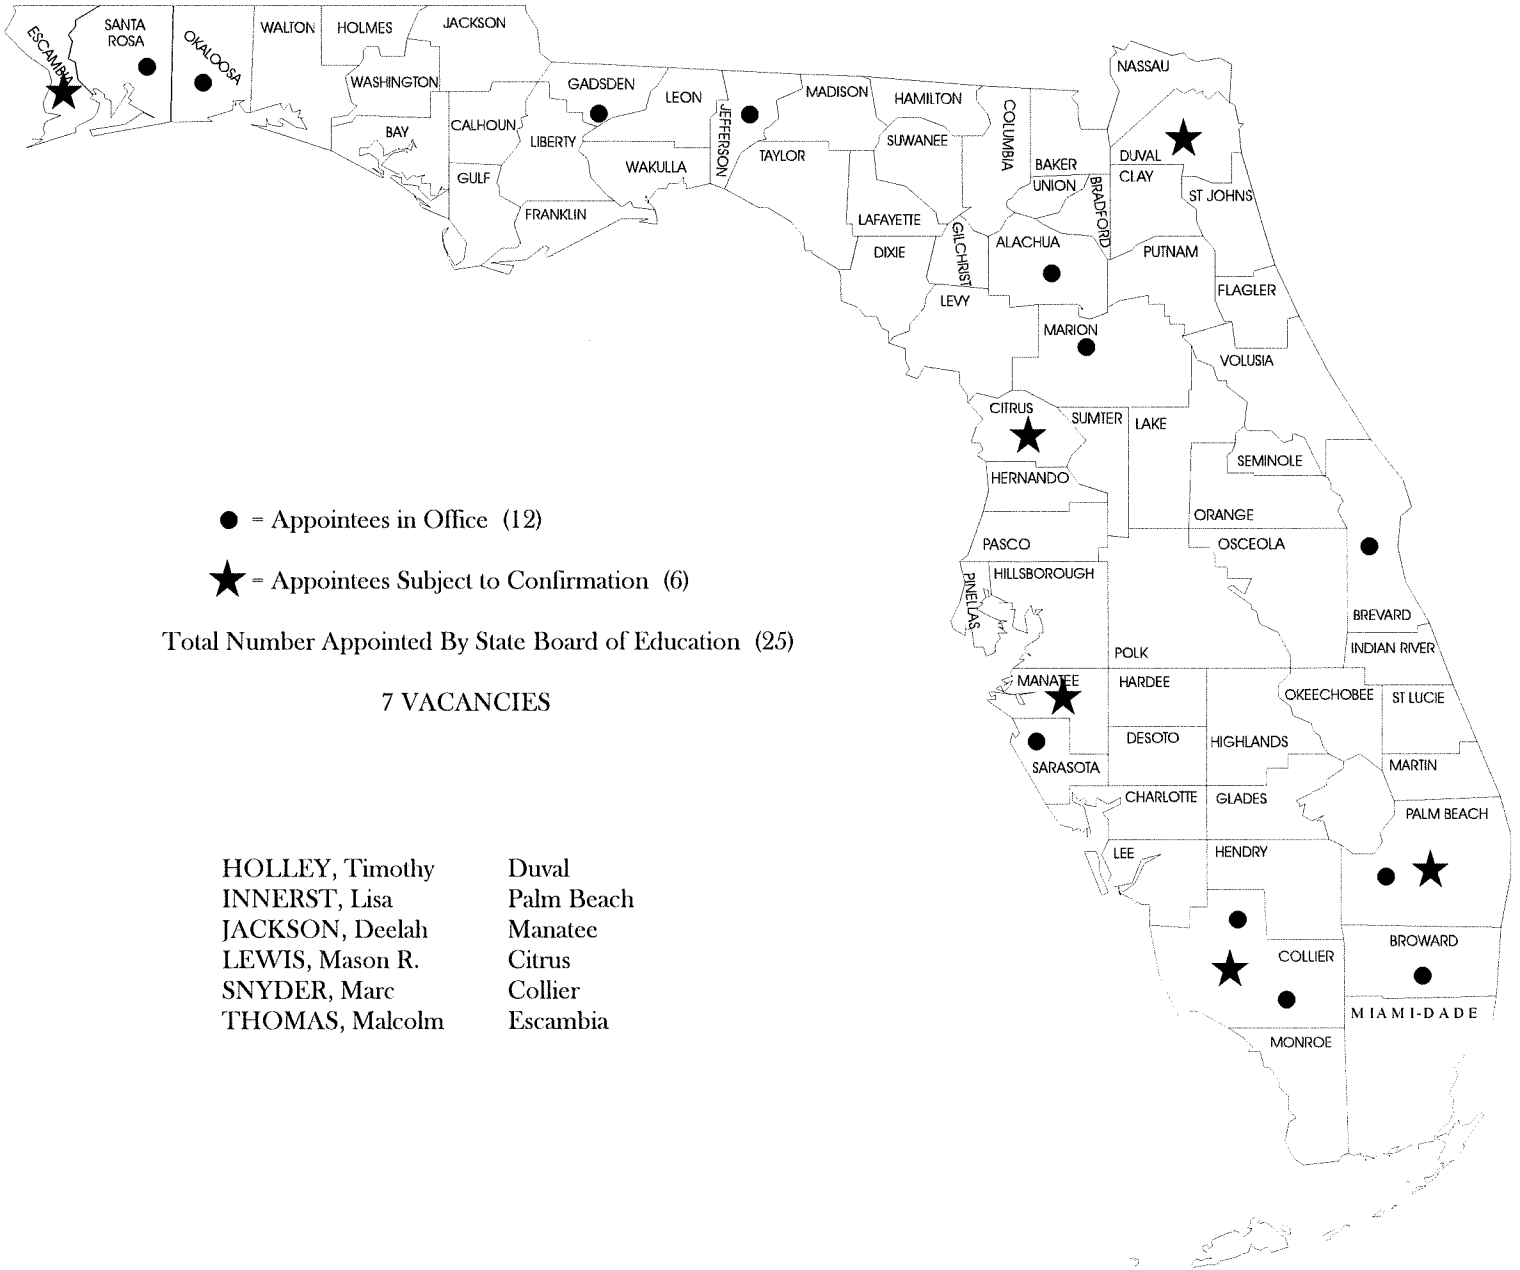 ESCAMBIA
SANTA
ROSA
OKALOOSA
WALTON
HOLMES
JACKSON
WASHINGTON
BAY
CALHOUN
GULF
GADSDEN
LIBERTY
LEON
WAKULLA
FRANKLIN
JEFFERSON
MADISON
TAYLOR
HAMILTON
SUWANEE
LAFAYETTE
DIXIE
COLUMBIA
GILCHRIST
LEVY
NASSAU
BAKER
UNION
BRADFORD
DUVAL
CLAY
ST JOHNS
ALACHUA
PUTNAM
FLAGLER
MARION
VOLUSIA
CITRUS
SUMTER
LAKE
SEMINOLE
HERNANDO
ORANGE
PASCO
OSCEOLA
PINELLAS
HILLSBOROUGH
BREVARD
POLK
INDIAN RIVER
MANATEE
HARDEE
OKEECHOBEE
ST LUCIE
DESOTO
HIGHLANDS
SARASOTA
MARTIN
CHARLOTTE
GLADES
PALM BEACH
LEE
HENDRY
BROWARD
COLLIER
MIAMI-DADE
MONROE
= Appointees in Office (12)
= Appointees Subject to Confirmation (6)
Total Number Appointed By State Board of Education (25)
7 VACANCIES
HOLLEY, Timothy Duval
INNERST, Lisa Palm Beach
JACKSON, Deelah Manatee
LEWIS, Mason R. Citrus
SNYDER, Marc Collier
THOMAS, Malcolm Escambia